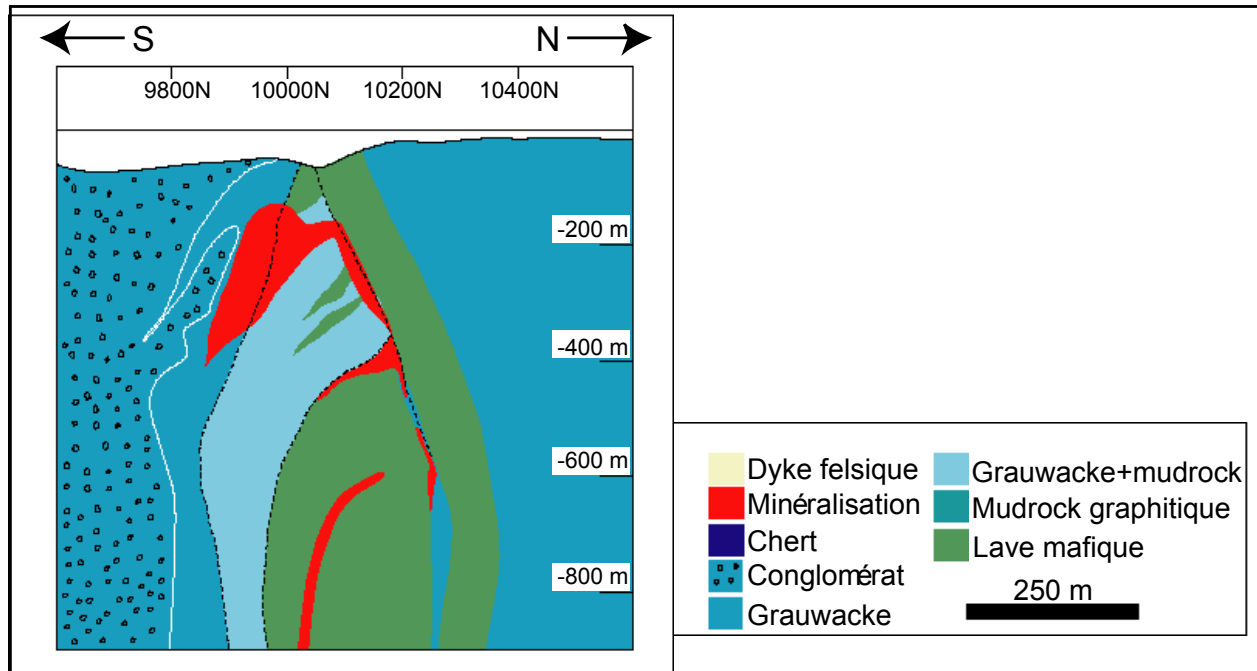 S N
9800N 10000N 10200N 10400N
-200 m
-400 m
-600 m
-800 m
Dyke felsique
Minéralisation
Chert
Conglomérat
Grauwacke
Grauwacke+mudrock
Mudrock graphitique
Lave mafique
250 m